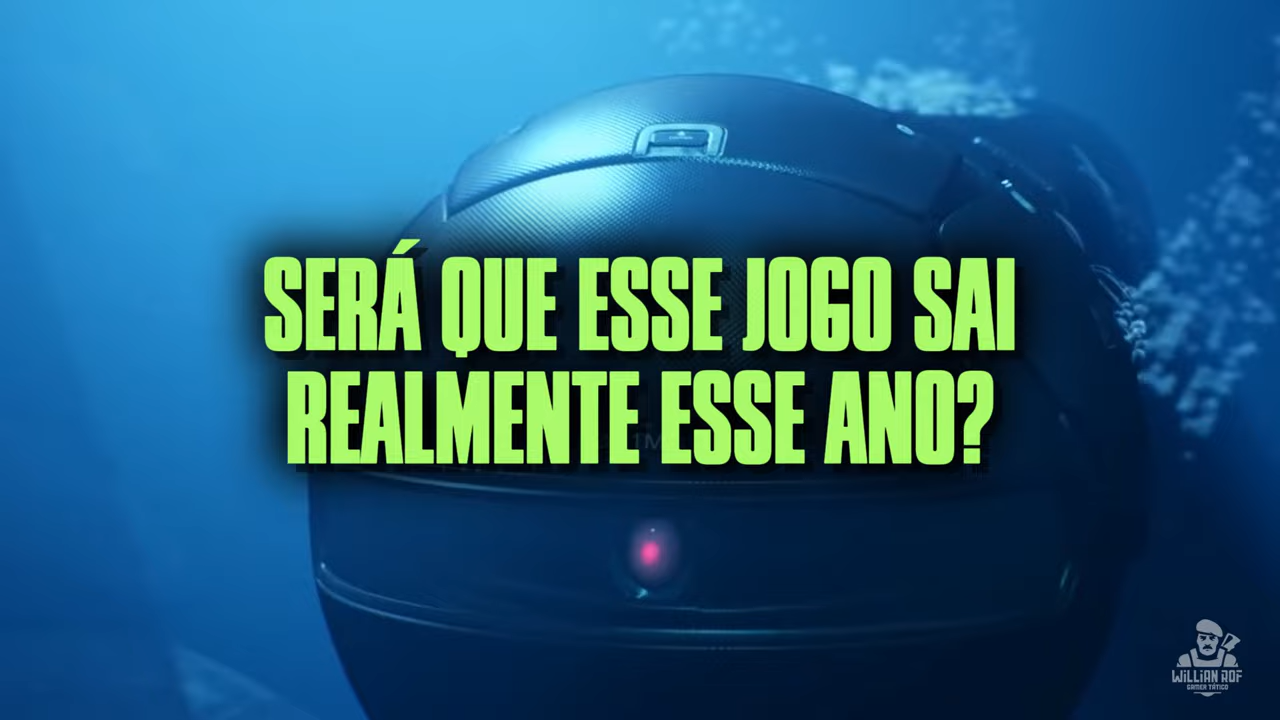 SERÁ QUE ESSE JOGO SAI
REALMENTE ESSE ANO?
WILLIAN ROF
GAMER TÁTICO